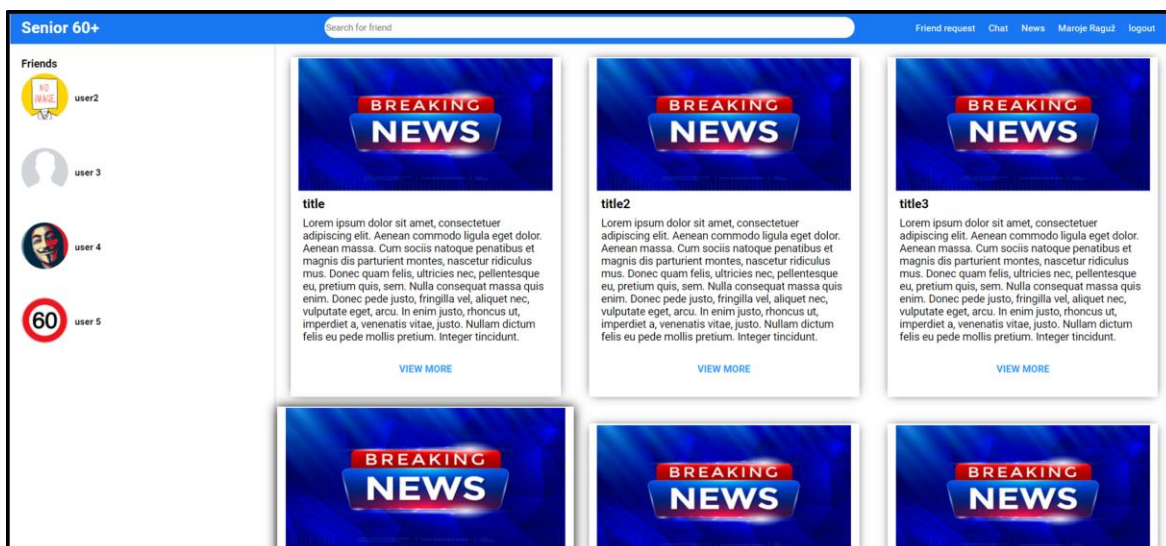 Senior 60+
Search for friend
Friend request Chat News Maroje Raguž logout
Friends
NO
IMAGE
user2
user 3
user 4
60
user 5
BREAKING
NEWS
title
Lorem ipsum dolor sit amet, consectetuer
adipiscing elit. Aenean commodo ligula eget dolor.
Aenean massa. Cum sociis natoque penatibus et
magnis dis parturient montes, nascetur ridiculus
mus. Donec quam felis, ultricies nec, pellentesque
eu, pretium quis, sem. Nulla consequat massa quis
enim. Donec pede justo, fringilla vel, aliquet nec,
vulputate eget, arcu. In enim justo, rhoncus ut,
imperdiet a, venenatis vitae, justo. Nullam dictum
felis eu pede mollis pretium. Integer tincidunt.
VIEW MORE
BREAKING
NEWS
title2
Lorem ipsum dolor sit amet, consectetuer
adipiscing elit. Aenean commodo ligula eget dolor.
Aenean massa. Cum sociis natoque penatibus et
magnis dis parturient montes, nascetur ridiculus
mus. Donec quam felis, ultricies nec, pellentesque
eu, pretium quis, sem. Nulla consequat massa quis
enim. Donec pede justo, fringilla vel, aliquet nec,
vulputate eget, arcu. In enim justo, rhoncus ut,
imperdiet a, venenatis vitae, justo. Nullam dictum
felis eu pede mollis pretium. Integer tincidunt.
VIEW MORE
BREAKING
NEWS
title3
Lorem ipsum dolor sit amet, consectetuer
adipiscing elit. Aenean commodo ligula eget dolor.
Aenean massa. Cum sociis natoque penatibus et
magnis dis parturient montes, nascetur ridiculus
mus. Donec quam felis, ultricies nec, pellentesque
eu, pretium quis, sem. Nulla consequat massa quis
enim. Donec pede justo, fringilla vel, aliquet nec,
vulputate eget, arcu. In enim justo, rhoncus ut,
imperdiet a, venenatis vitae, justo. Nullam dictum
felis eu pede mollis pretium. Integer tincidunt.
VIEW MORE
BREAKING
NEWS
BREAKING
NEWS
BREAKING
NEWS